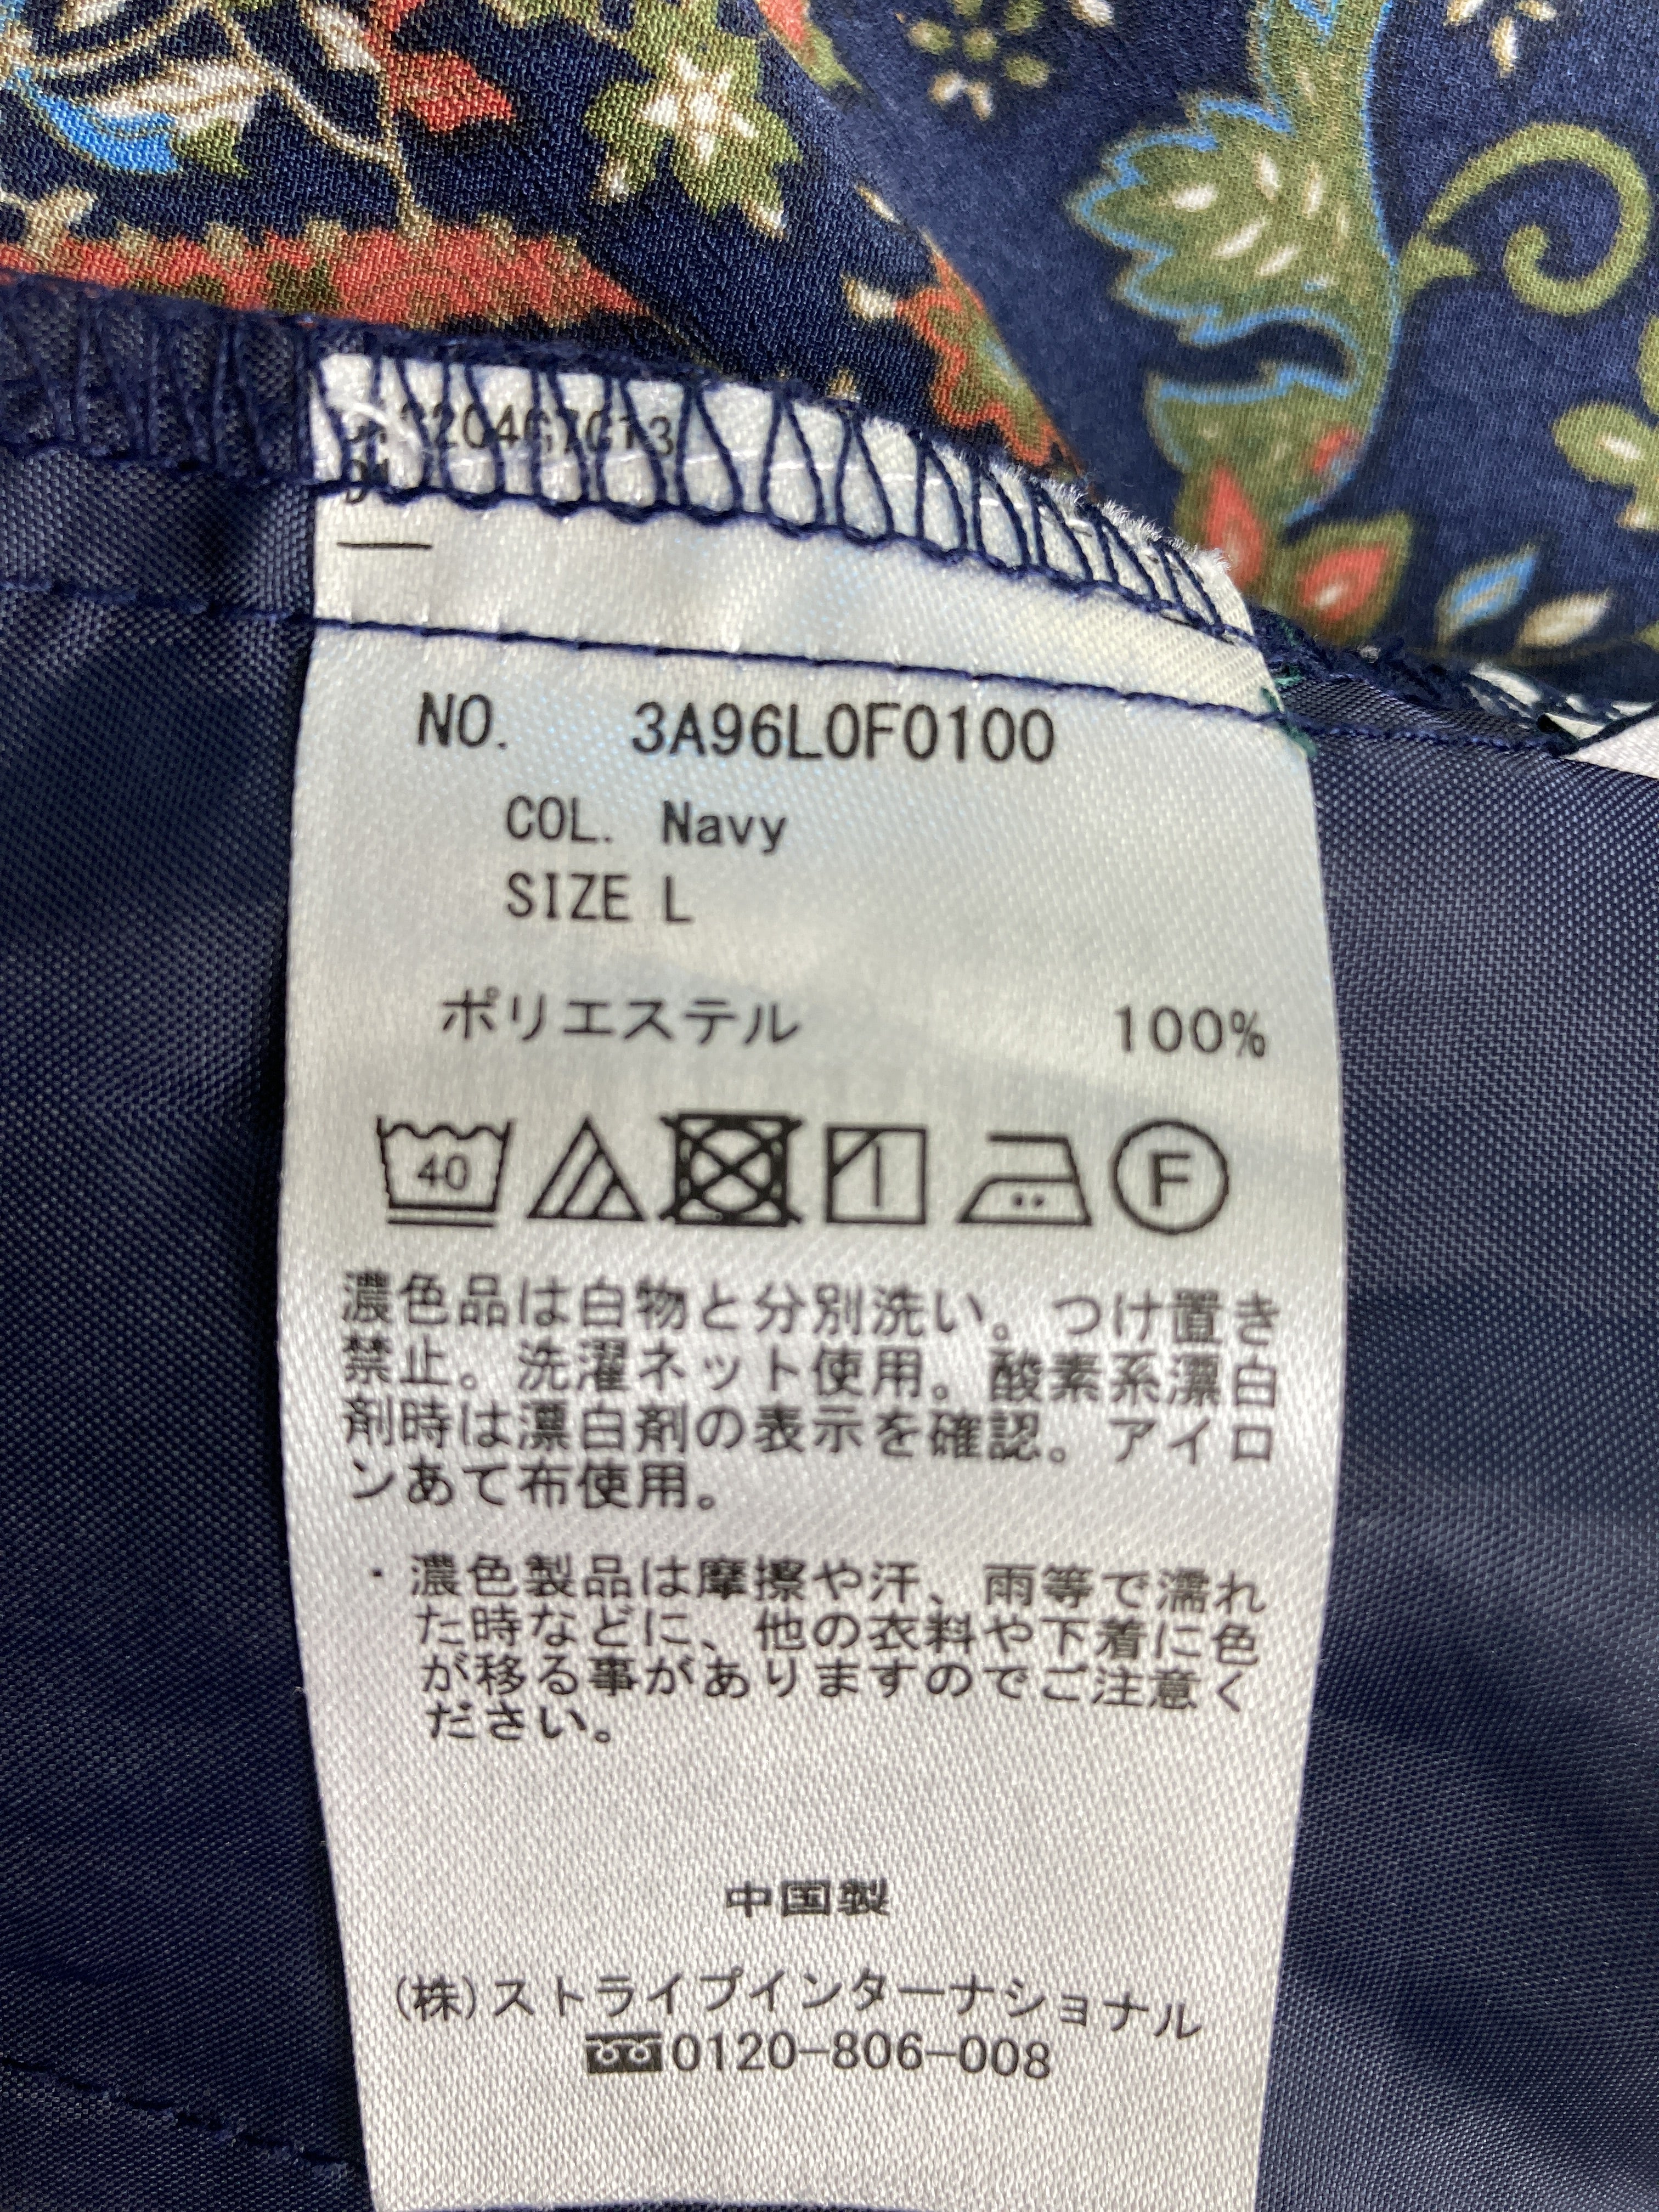 NO. 3A96L0F0100
COL. Navy
SIZE L
ポリエステル 100%
40
F
濃色品は白物と分別洗い。つけ置き
禁止。洗濯ネット使用。酸素系漂白
剤時は漂白剤の表示を確認。アイロ
ンあて布使用。
・濃色製品は摩擦や汗、雨等で濡れ
た時などに、他の衣料や下着に色
が移る事がありますのでご注意く
ださい。
中国製
(株)ストライプインターナショナル
0120-806-008